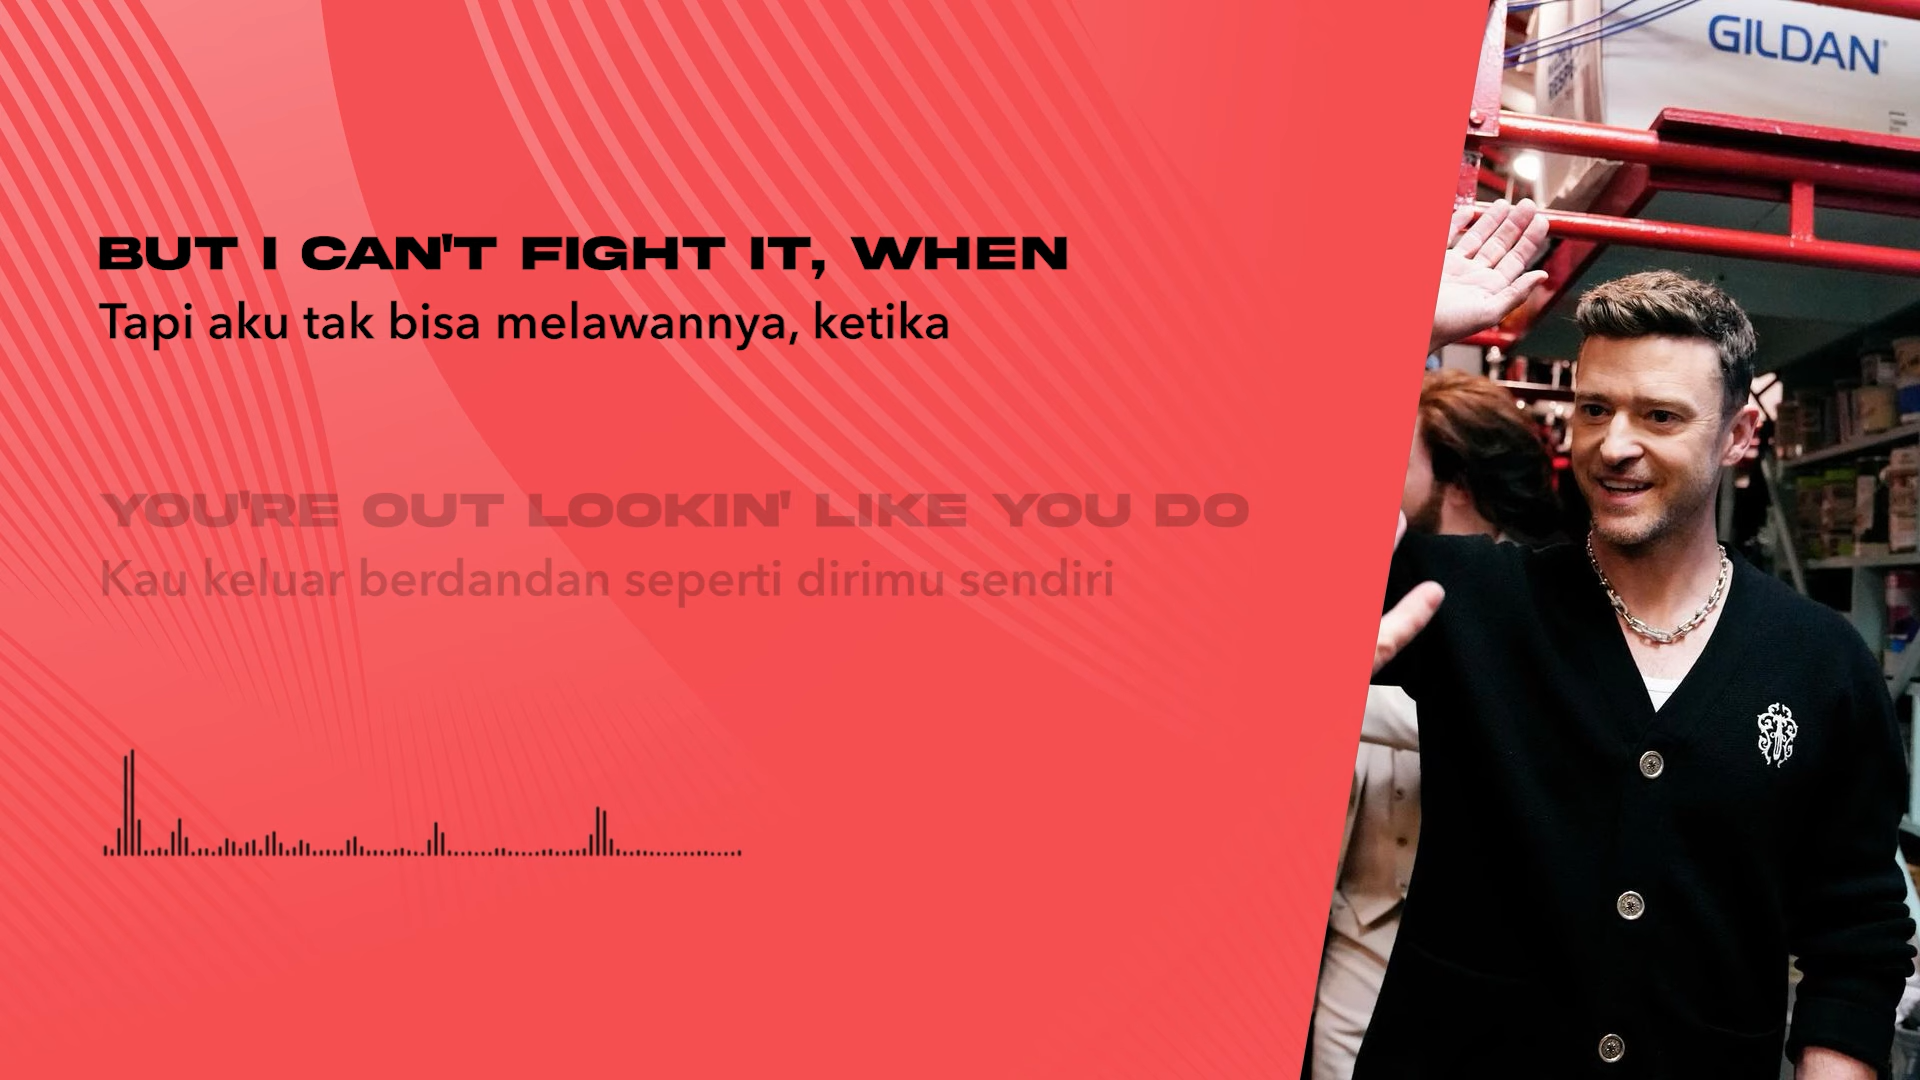 GILDAN
BUT I CAN'T FIGHT IT, WHEN
Tapi aku tak bisa melawannya, ketika
YOU'RE OUT LOOKIN' LIKE YOU DO
Kau keluar berdandan seperti dirimu sendiri